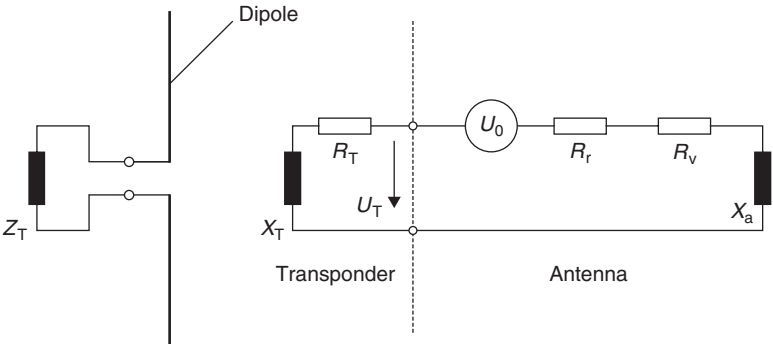 Dipole
Z_T
R_T
U_0
R_r
R_v
U_T
X_T
X_a
Transponder
Antenna